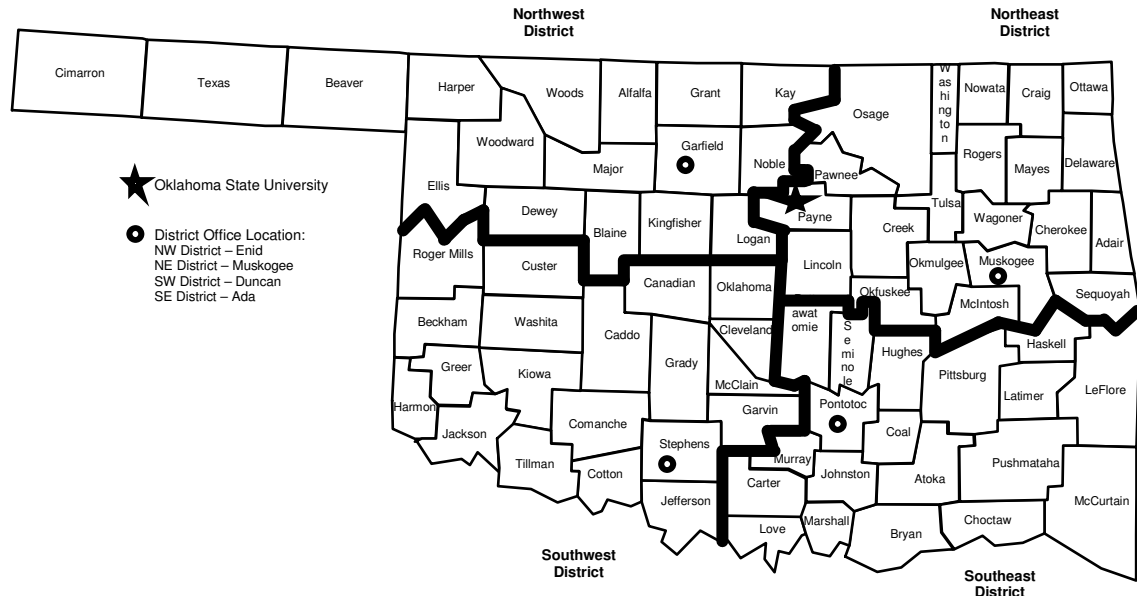 Northwest
District
Northeast
District
Cimarron
Texas
Beaver
Harper
Woods
Alfalfa
Grant
Kay
Osage
W
as
hi
ng
to
n
Nowata
Craig
Ottawa
Woodward
Major
Garfield
Noble
Pawnee
Rogers
Mayes
Delaware
Oklahoma State University
Ellis
Dewey
Blaine
Kingfisher
Logan
Payne
Creek
Tulsa
Wagoner
Cherokee
Adair
District Office Location:
NW District – Enid
NE District – Muskogee
SW District – Duncan
SE District – Ada
Roger Mills
Custer
Canadian
Oklahoma
Lincoln
Okfuskee
Okmulgee
Muskogee
McIntosh
Sequoyah
Beckham
Washita
Caddo
Grady
Cleveland
McClain
awat
omie
S
e
mi
n
ole
Hughes
Pittsburg
Haskell
Latimer
LeFlore
Greer
Kiowa
Harmon
Jackson
Comanche
Garvin
Pontotoc
Coal
Tillman
Cotton
Stephens
Jefferson
Murray
Carter
Johnston
Atoka
Pushmataha
McCurtain
Love
Marshall
Bryan
Choctaw
Southwest
District
Southeast
District